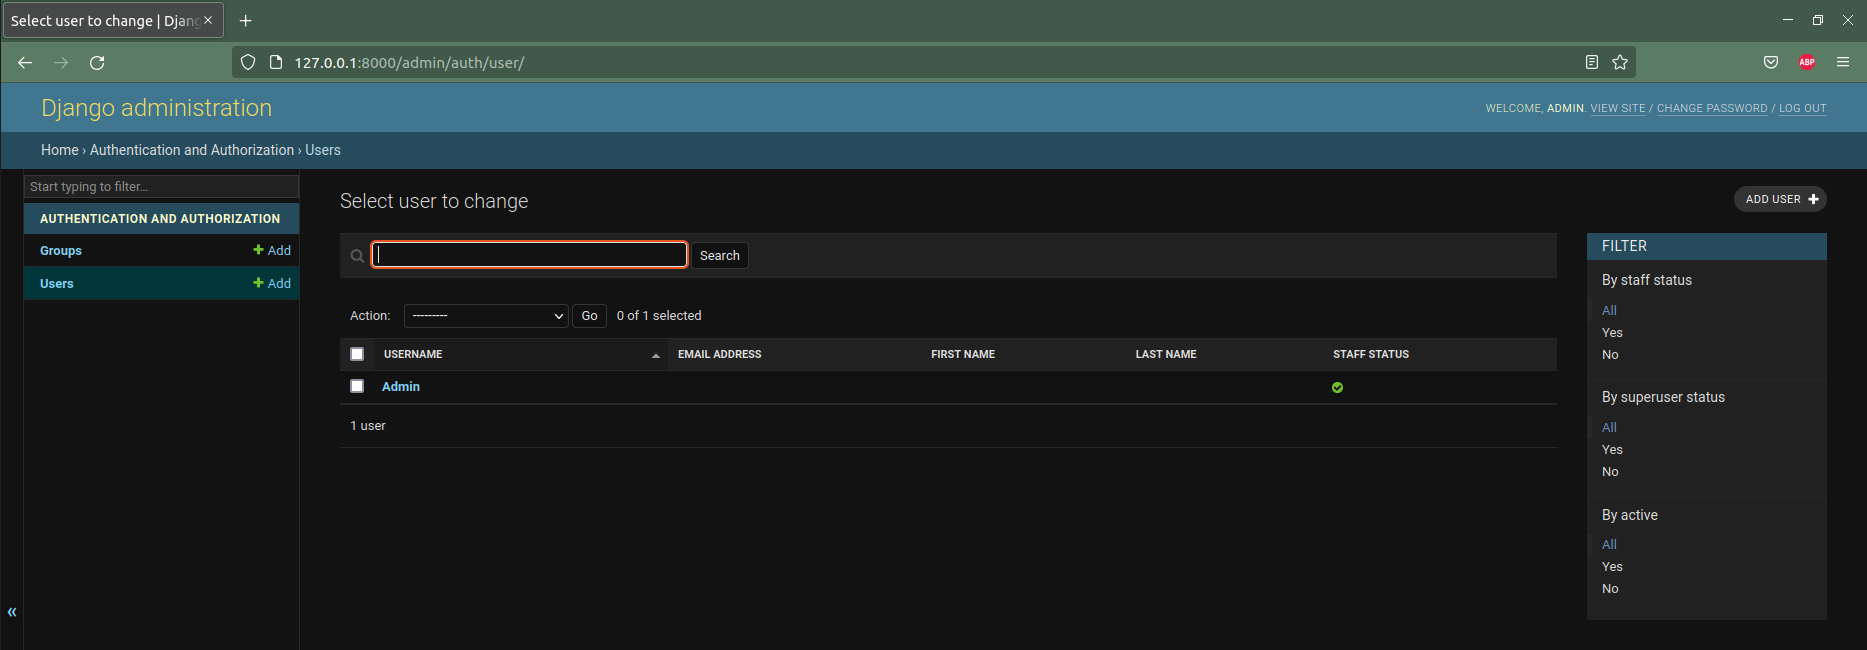 Select user to change | Djang
127.0.0.1:8000/admin/auth/user/
ABP
Django administration
WELCOME, ADMIN. VIEW SITE / CHANGE PASSWORD / LOG OUT
Home › Authentication and Authorization › Users
Start typing to filter...
AUTHENTICATION AND AUTHORIZATION
Groups Add
Users Add
«
Select user to change
ADD USER
Search
Action: --------- Go 0 of 1 selected
USERNAME EMAIL ADDRESS FIRST NAME LAST NAME STAFF STATUS
Admin
1 user
FILTER
By staff status
All
Yes
No
By superuser status
All
Yes
No
By active
All
Yes
No